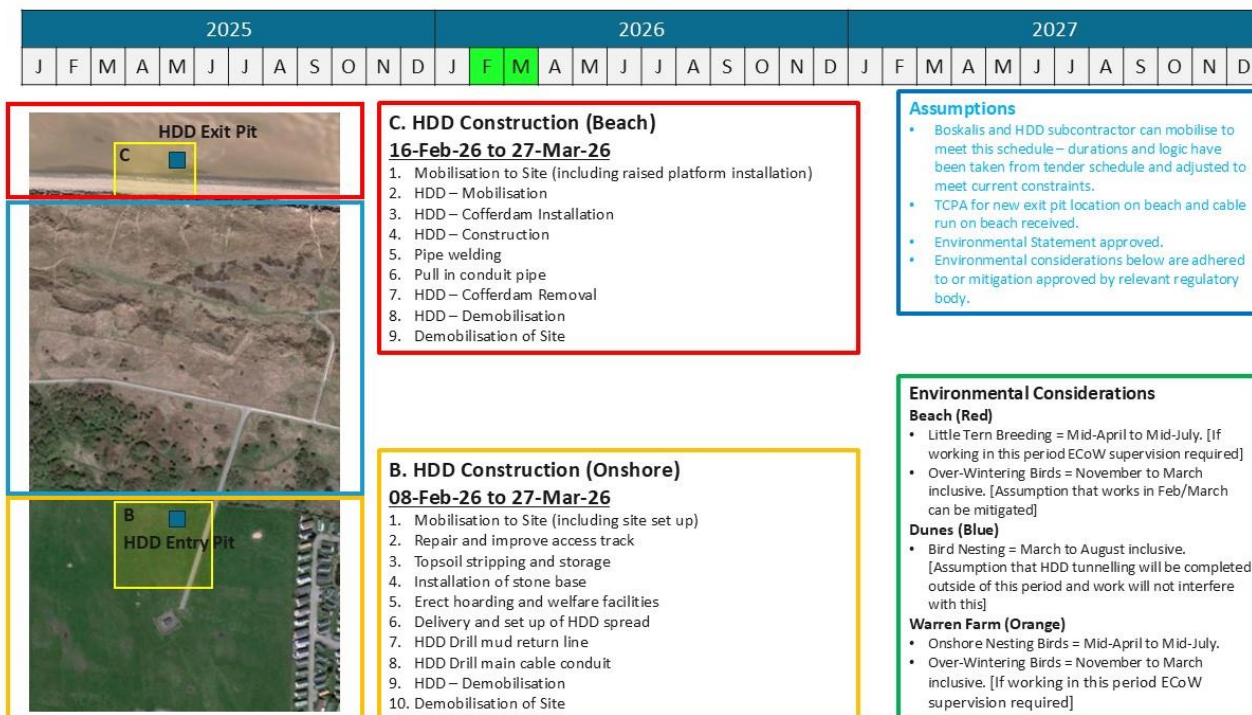 2025 2026 2027
J F M A M J J A S O N D J F M A M J J A S O N D J F M A M J J A S O N D
HDD Exit Pit
C
B
HDD Entry Pit
C. HDD Construction (Beach)
16-Feb-26 to 27-Mar-26
1. Mobilisation to Site (including raised platform installation)
2. HDD – Mobilisation
3. HDD – Cofferdam Installation
4. HDD – Construction
5. Pipe welding
6. Pull in conduit pipe
7. HDD – Cofferdam Removal
8. HDD – Demobilisation
9. Demobilisation of Site
B. HDD Construction (Onshore)
08-Feb-26 to 27-Mar-26
1. Mobilisation to Site (including site set up)
2. Repair and improve access track
3. Topsoil stripping and storage
4. Installation of stone base
5. Erect hoarding and welfare facilities
6. Delivery and set up of HDD spread
7. HDD Drill mud return line
8. HDD Drill main cable conduit
9. HDD – Demobilisation
10. Demobilisation of Site
Assumptions
• Boskalis and HDD subcontractor can mobilise to
meet this schedule – durations and logic have
been taken from tender schedule and adjusted to
meet current constraints.
• TCPA for new exit pit location on beach and cable
run on beach received.
• Environmental Statement approved.
• Environmental considerations below are adhered
to or mitigation approved by relevant regulatory
body.
Environmental Considerations
Beach (Red)
• Little Tern Breeding = Mid-April to Mid-July. [If
working in this period ECoW supervision required]
• Over-Wintering Birds = November to March
inclusive. [Assumption that works in Feb/March
can be mitigated]
Dunes (Blue)
• Bird Nesting = March to August inclusive.
[Assumption that HDD tunnelling will be completed
outside of this period and work will not interfere
with this]
Warren Farm (Orange)
• Onshore Nesting Birds = Mid-April to Mid-July.
• Over-Wintering Birds = November to March
inclusive. [If working in this period ECoW
supervision required]